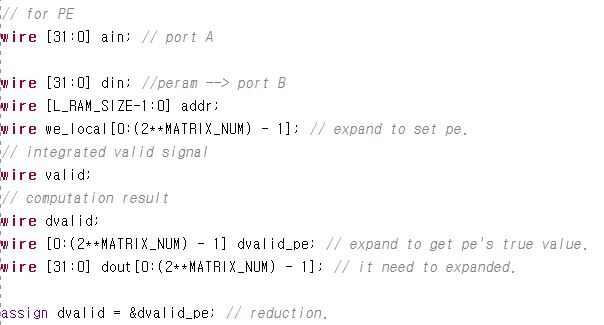 // for PE
wire [31:0] ain; // port A
wire [31:0] din; //peram --> port B
wire [L_RAM_SIZE-1:0] addr;
wire we_local[0:(2**MATRIX_NUM) - 1]; // expand to set pe.
// integrated valid signal
wire valid;
// computation result
wire dvalid;
wire [0:(2**MATRIX_NUM) - 1] dvalid_pe; // expand to get pe's true value.
wire [31:0] dout[0:(2**MATRIX_NUM) - 1]; // it need to expanded.
assign dvalid = &dvalid_pe; // reduction.